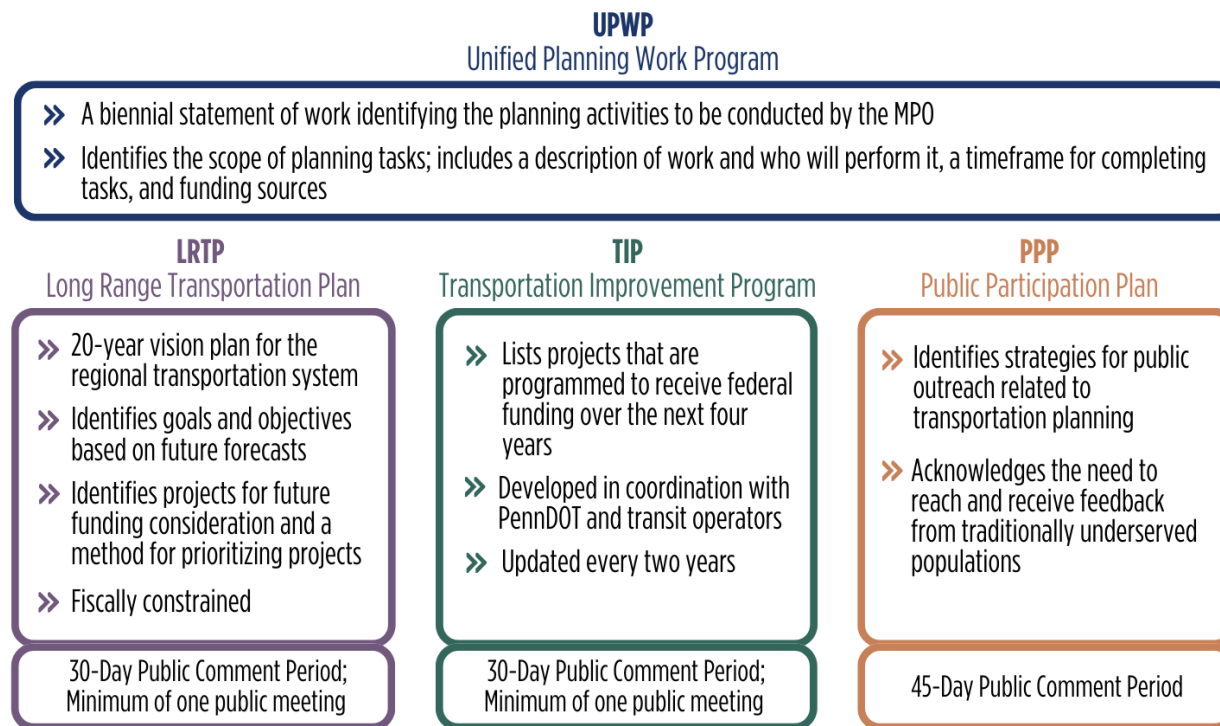 UPWP
Unified Planning Work Program
» A biennial statement of work identifying the planning activities to be conducted by the MPO
» Identifies the scope of planning tasks; includes a description of work and who will perform it, a timeframe for completing
tasks, and funding sources
LRTP
Long Range Transportation Plan
» 20-year vision plan for the
regional transportation system
» Identifies goals and objectives
based on future forecasts
» Identifies projects for future
funding consideration and a
method for prioritizing projects
» Fiscally constrained
30-Day Public Comment Period;
Minimum of one public meeting
TIP
Transportation Improvement Program
» Lists projects that are
programmed to receive federal
funding over the next four
years
» Developed in coordination with
PennDOT and transit operators
» Updated every two years
30-Day Public Comment Period;
Minimum of one public meeting
PPP
Public Participation Plan
» Identifies strategies for public
outreach related to
transportation planning
» Acknowledges the need to
reach and receive feedback
from traditionally underserved
populations
45-Day Public Comment Period